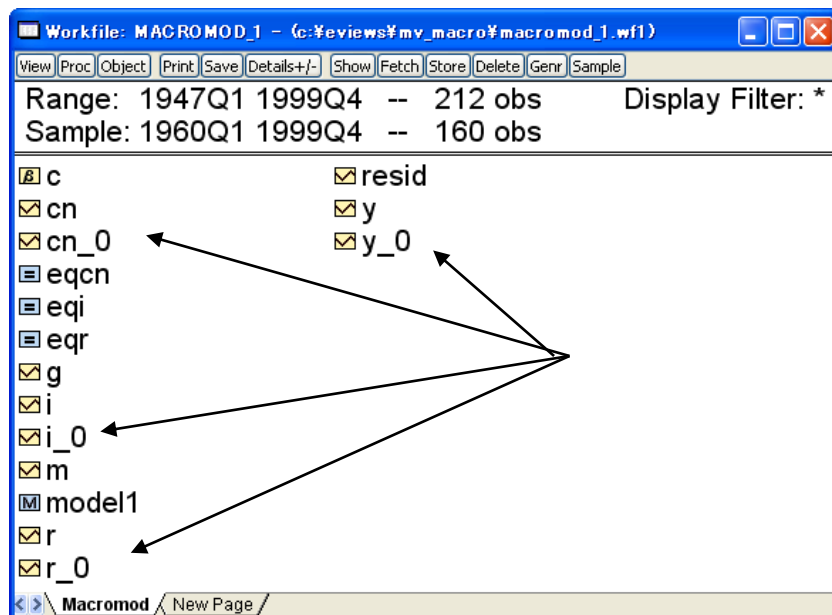 Workfile: MACROMOD_1 - (c:¥eviews¥mv_macro¥macromod_1.wf1)
View Proc Object Print Save Details+/- Show Fetch Store Delete Genr Sample
Range: 1947Q1 1999Q4 -- 212 obs Display Filter: *
Sample: 1960Q1 1999Q4 -- 160 obs
β c
cn
cn_0
eqcn
eqi
eqr
g
i
i_0
m
M model1
r
r_0
resid
y
y_0
Macromod New Page